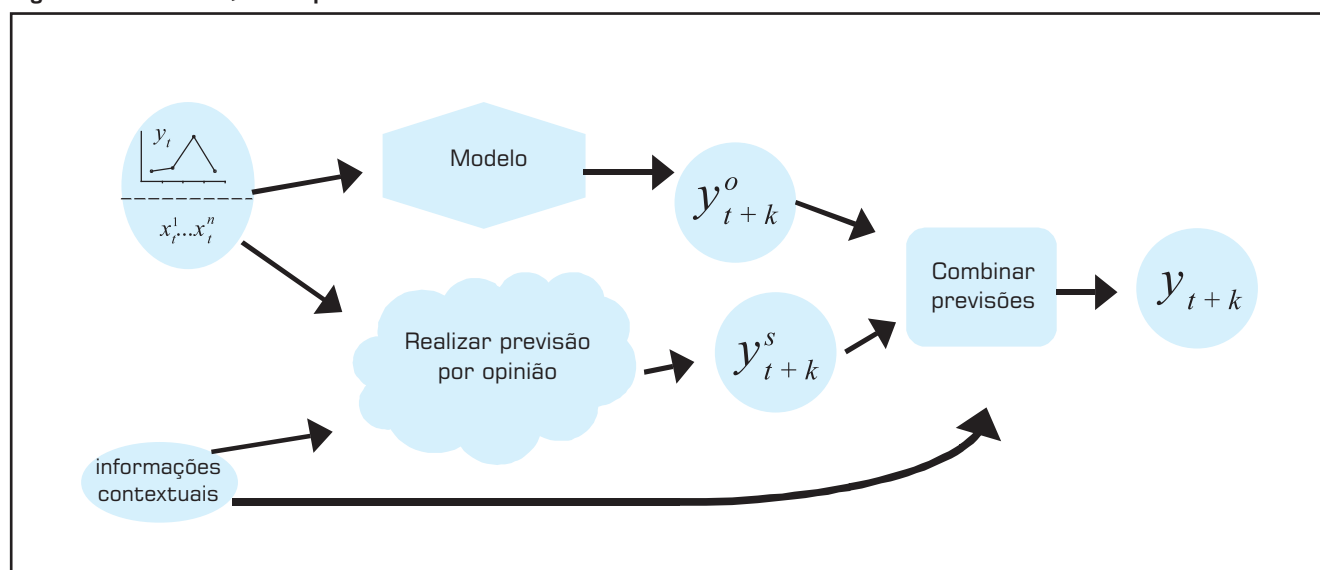 y_t
x_t^1...x_t^n
Modelo
y^o_{t + k}
Realizar previsão
por opinião
y^s_{t + k}
Combinar
previsões
y_{t + k}
informações
contextuais